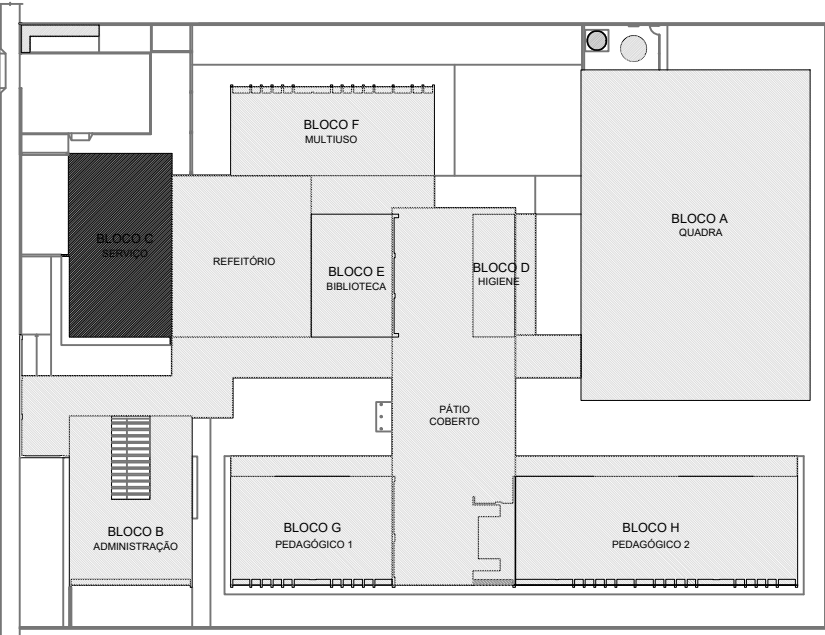 BLOCO F
MULTIUSO
BLOCO A
QUADRA
BLOCO C
SERVIÇO
REFEITÓRIO
BLOCO E
BIBLIOTECA
BLOCO D
HIGIENE
PÁTIO
COBERTO
BLOCO B
ADMINISTRAÇÃO
BLOCO G
PEDAGÓGICO 1
BLOCO H
PEDAGÓGICO 2